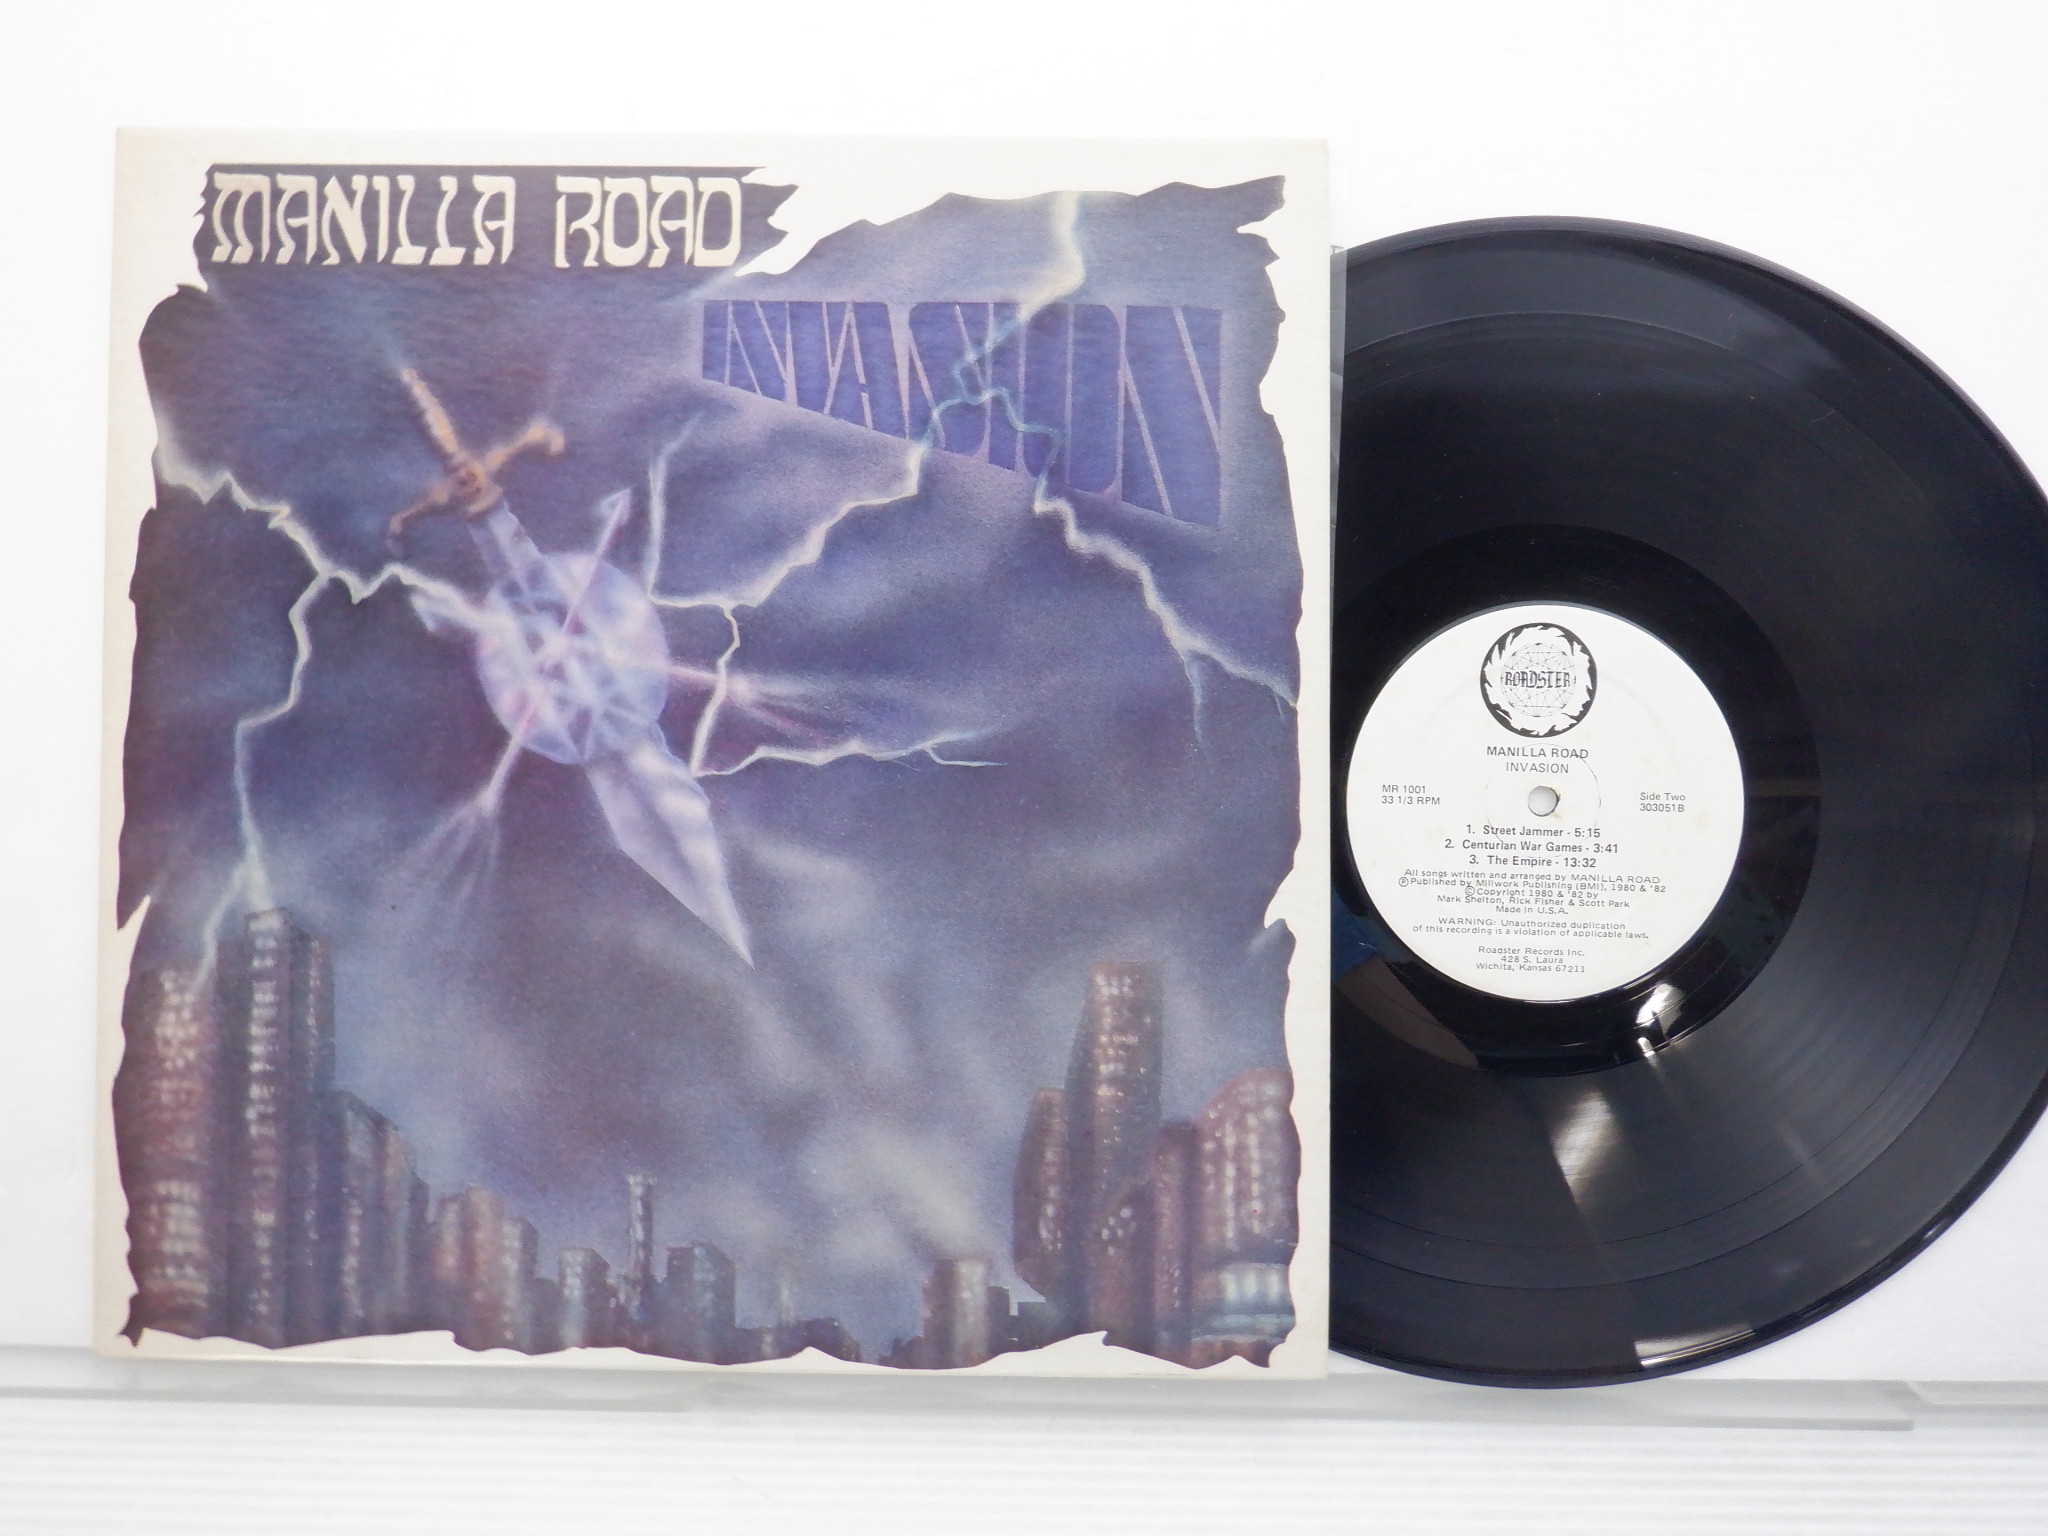 MANILLA ROAD
INVASION
ROADSTER
MANILLA ROAD
INVASION
MR 1001
33 1/3 RPM
Side Two
303051B
1. Street Jammer - 5:15
2. Centurian War Games - 3:41
3. The Empire - 13:32
All songs written and arranged by MANILLA ROAD
Ⓟ Published by Millwork Publishing (BMI), 1980 & '82
© Copyright 1980 & '82 by
Mark Shelton, Rick Fisher & Scott Park
Made in U.S.A.
WARNING: Unauthorized duplication
of this recording is a violation of applicable laws.
Roadster Records Inc.
428 S. Laura
Wichita, Kansas 67211